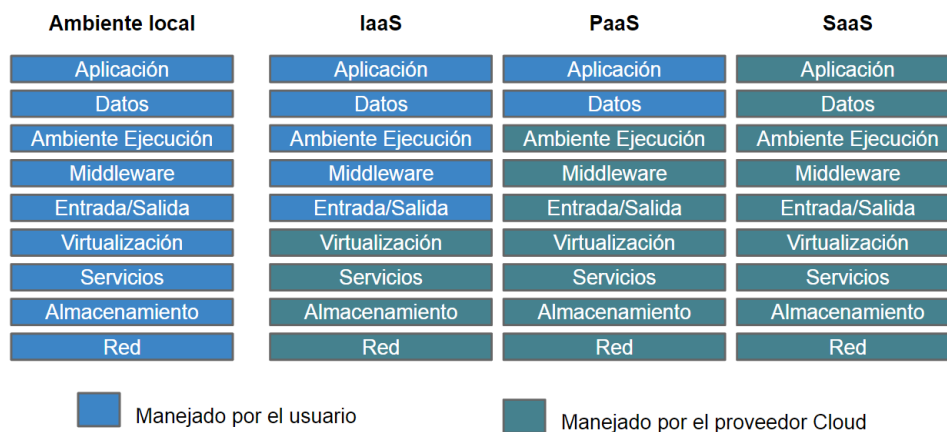 Ambiente local IaaS PaaS SaaS
Aplicación Aplicación Aplicación Aplicación
Datos Datos Datos Datos
Ambiente Ejecución Ambiente Ejecución Ambiente Ejecución Ambiente Ejecución
Middleware Middleware Middleware Middleware
Entrada/Salida Entrada/Salida Entrada/Salida Entrada/Salida
Virtualización Virtualización Virtualización Virtualización
Servicios Servicios Servicios Servicios
Almacenamiento Almacenamiento Almacenamiento Almacenamiento
Red Red Red Red
Manejado por el usuario Manejado por el proveedor Cloud